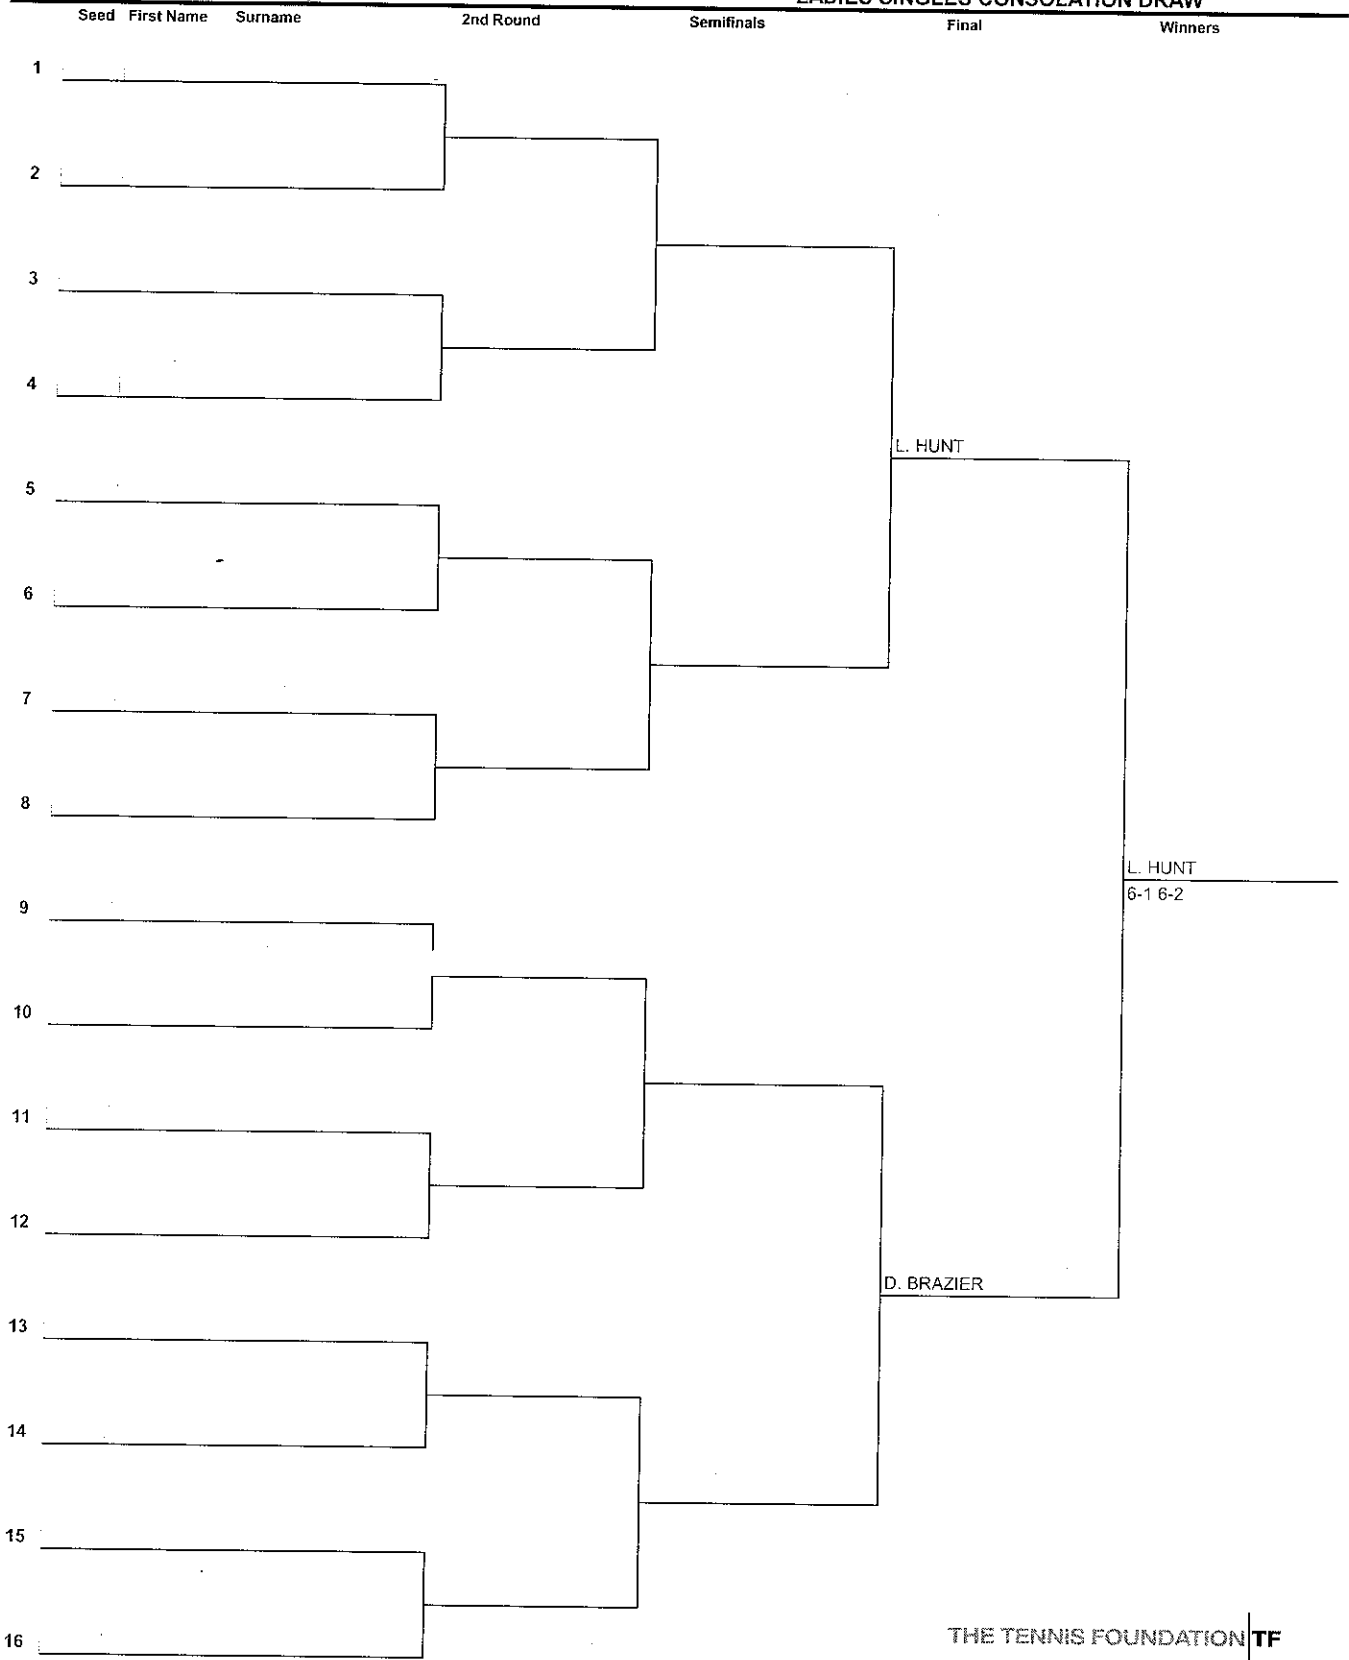 LADIES SINGLES CONSOLATION DRAW
Seed First Name Surname 2nd Round Semifinals Final Winners
1
2
3
4
L. HUNT
5
6
7
8
L. HUNT
9
6-1 6-2
10
11
12
D. BRAZIER
13
14
15
16
THE TENNIS FOUNDATION TF